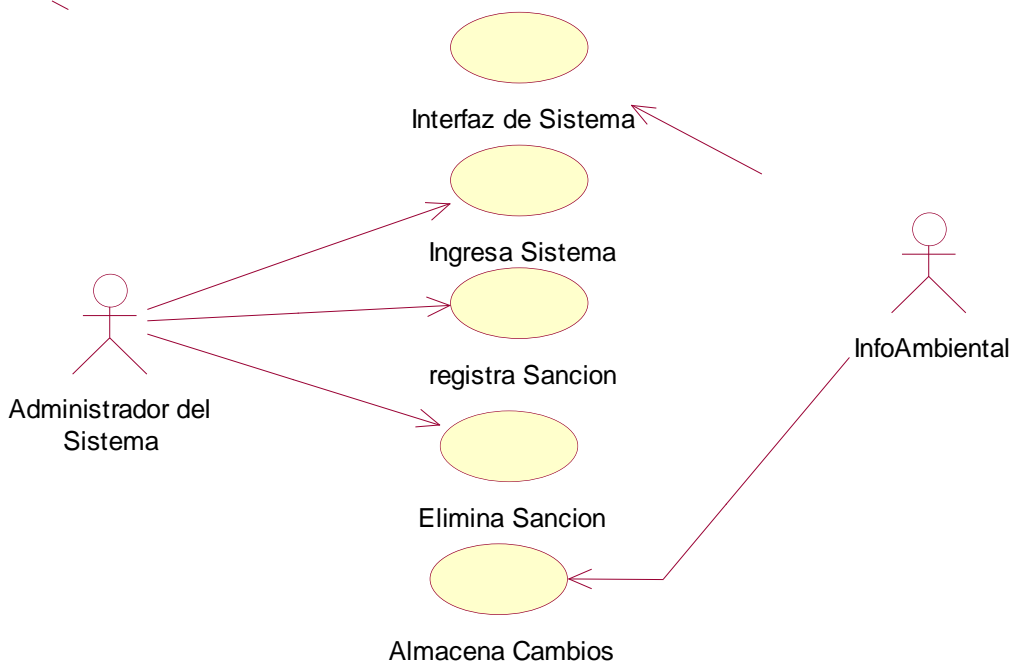 Interfaz de Sistema
Ingresa Sistema
InfoAmbiental
registra Sancion
Administrador del
Sistema
Elimina Sancion
Almacena Cambios